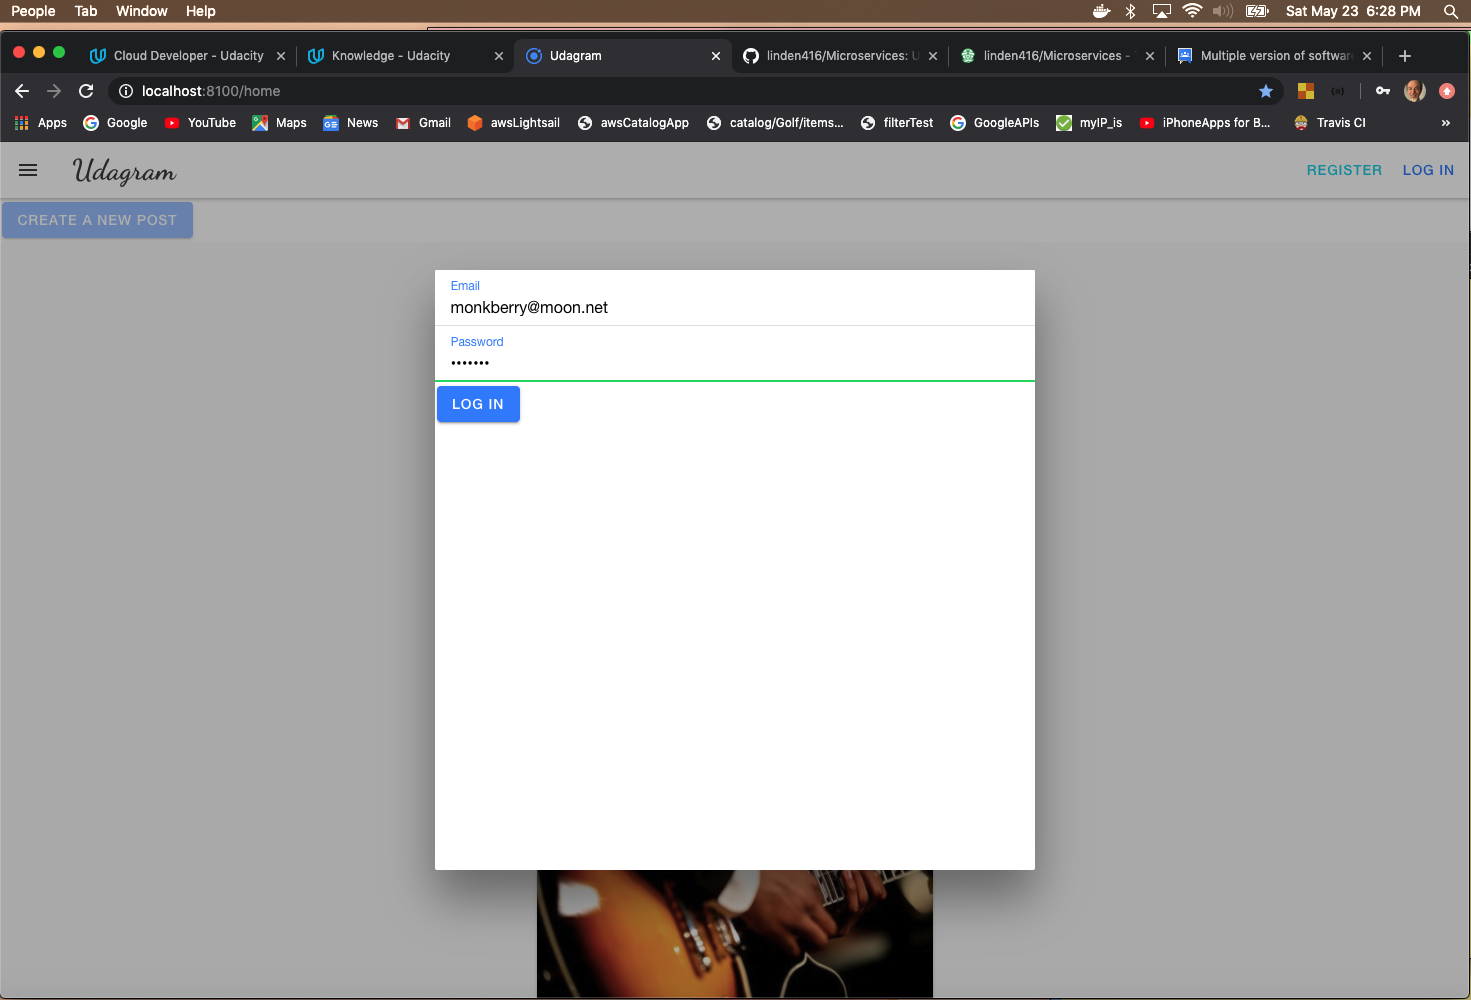 People Tab Window Help Sat May 23 6:28 PM
Cloud Developer - Udacity Knowledge - Udacity Udagram linden416/Microservices: U linden416/Microservices - Multiple version of software
localhost:8100/home
Apps Google YouTube Maps News Gmail awsLightsail awsCatalogApp catalog/Golf/items... filterTest GoogleAPIs myIP_is iPhoneApps for B... Travis CI »
Udagram REGISTER LOG IN
CREATE A NEW POST
Email
monkberry@moon.net
Password
•••••••
LOG IN